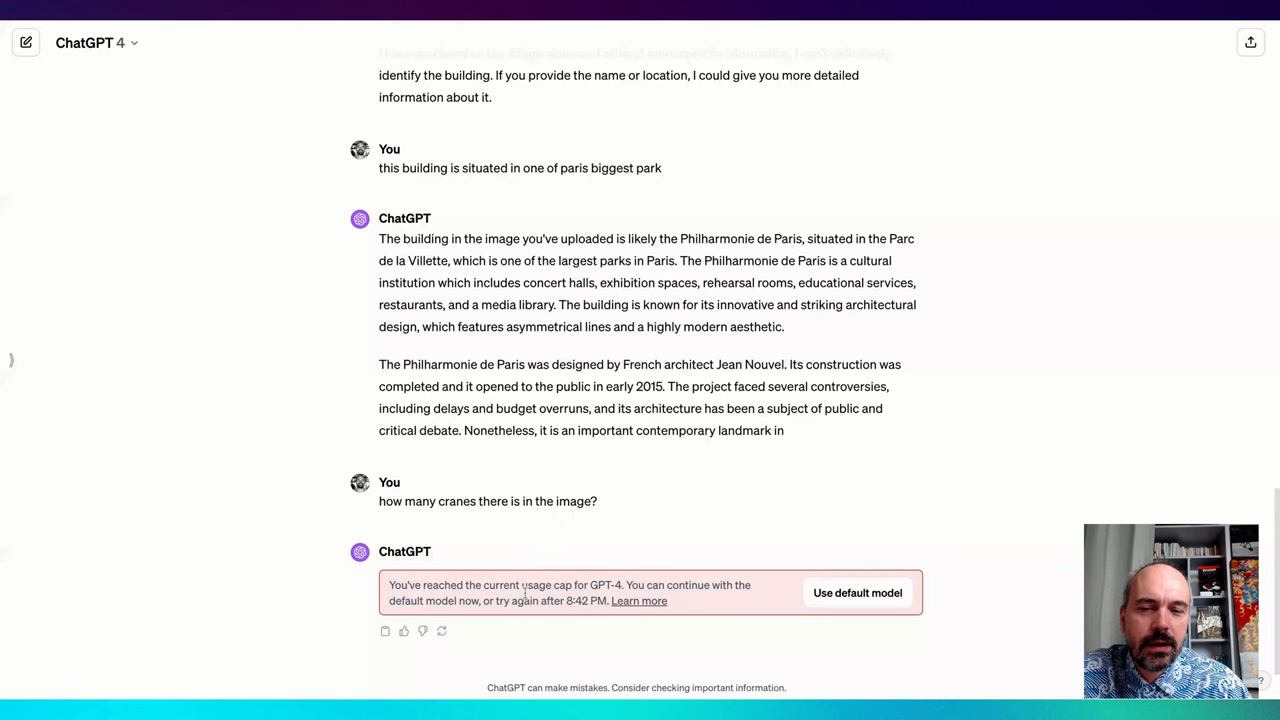 ChatGPT 4
identify the building. If you provide the name or location, I could give you more detailed
information about it.
You
this building is situated in one of paris biggest park
ChatGPT
The building in the image you've uploaded is likely the Philharmonie de Paris, situated in the Parc
de la Villette, which is one of the largest parks in Paris. The Philharmonie de Paris is a cultural
institution which includes concert halls, exhibition spaces, rehearsal rooms, educational services,
restaurants, and a media library. The building is known for its innovative and striking architectural
design, which features asymmetrical lines and a highly modern aesthetic.
The Philharmonie de Paris was designed by French architect Jean Nouvel. Its construction was
completed and it opened to the public in early 2015. The project faced several controversies,
including delays and budget overruns, and its architecture has been a subject of public and
critical debate. Nonetheless, it is an important contemporary landmark in
You
how many cranes there is in the image?
ChatGPT
You've reached the current usage cap for GPT-4. You can continue with the
default model now, or try again after 8:42 PM. Learn more
Use default model
ChatGPT can make mistakes. Consider checking important information.
?